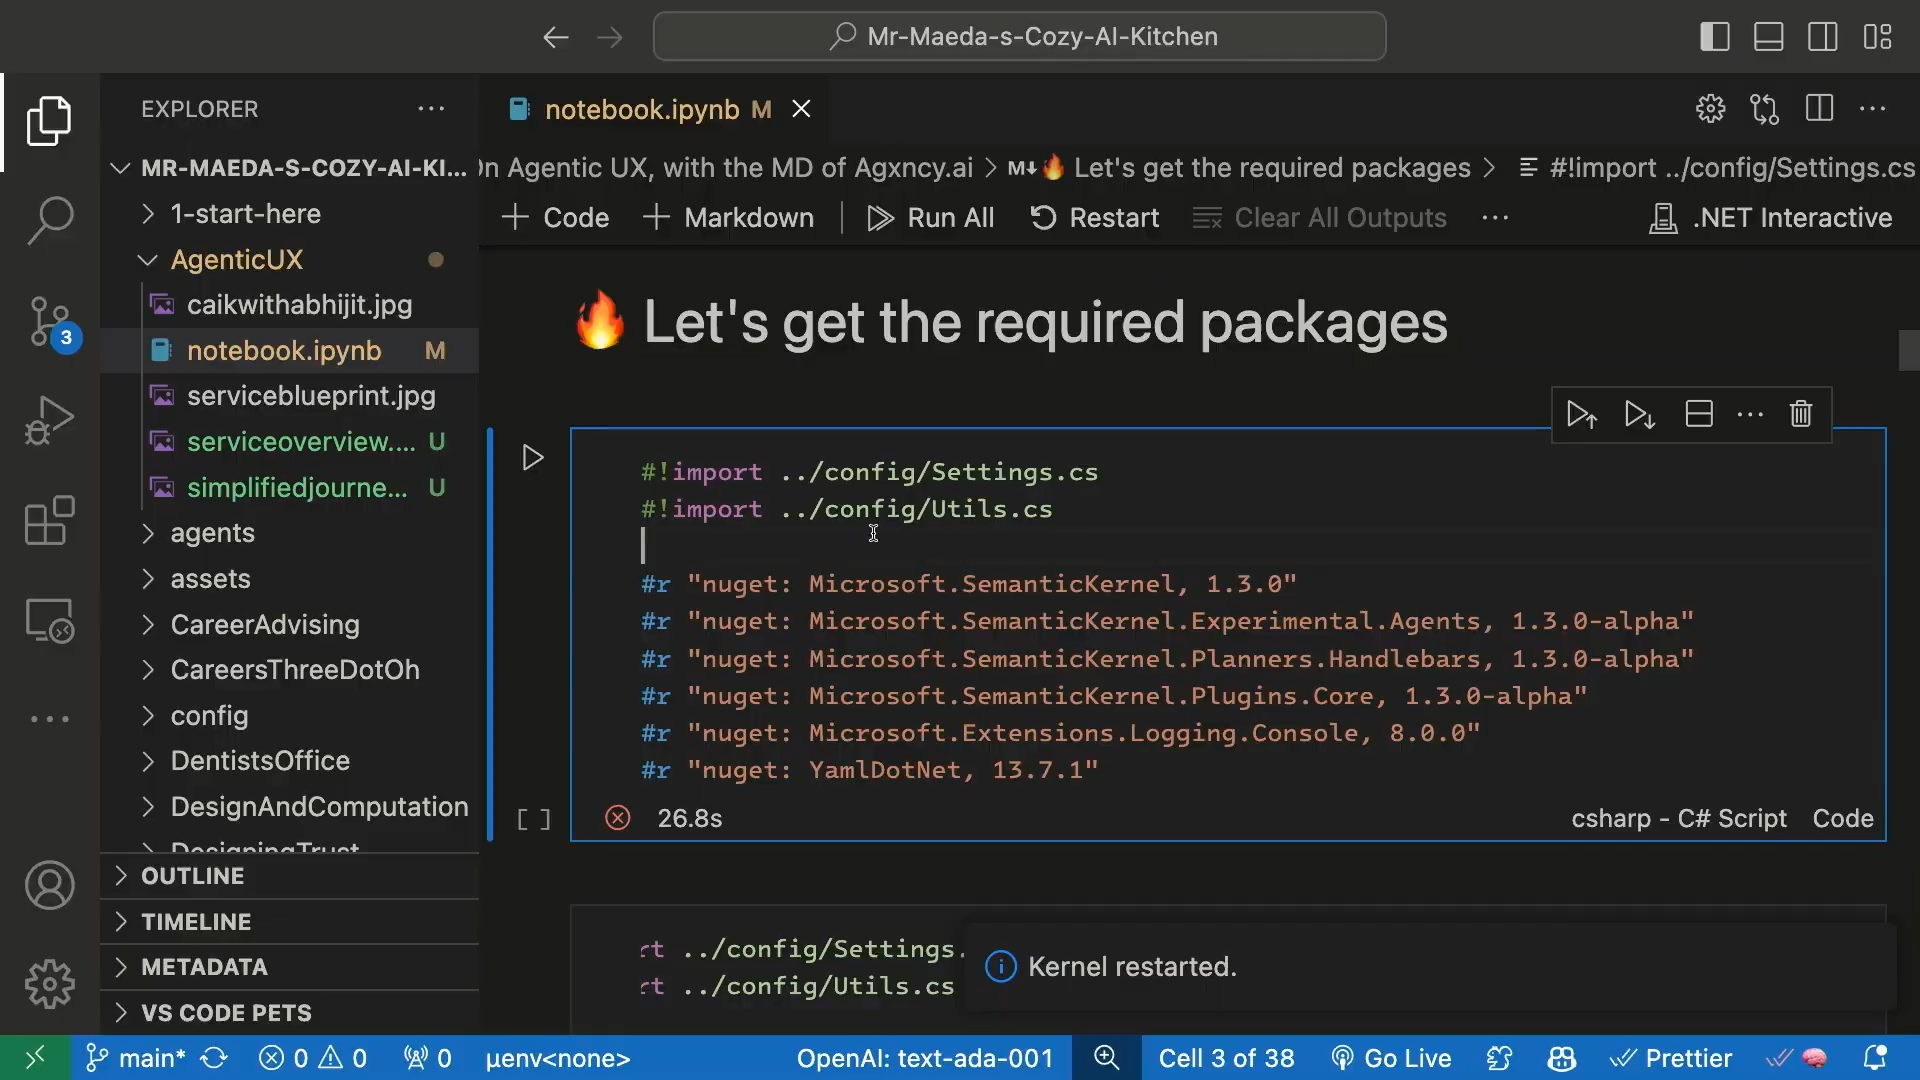 Mr-Maeda-s-Cozy-AI-Kitchen
EXPLORER
notebook.ipynb M
MR-MAEDA-S-COZY-AI-KI...
On Agentic UX, with the MD of Agxncy.ai > M↓🔥 Let's get the required packages > #!import ../config/Settings.cs
+ Code + Markdown Run All Restart Clear All Outputs ... .NET Interactive
1-start-here
AgenticUX
caikwithabhijit.jpg
notebook.ipynb M
serviceblueprint.jpg
serviceoverview.... U
simplifiedjourne... U
agents
assets
CareerAdvising
CareersThreeDotOh
config
DentistsOffice
DesignAndComputation
DesigningTrust
OUTLINE
TIMELINE
METADATA
VS CODE PETS
3
🔥 Let's get the required packages
#!import ../config/Settings.cs
#!import ../config/Utils.cs
#r "nuget: Microsoft.SemanticKernel, 1.3.0"
#r "nuget: Microsoft.SemanticKernel.Experimental.Agents, 1.3.0-alpha"
#r "nuget: Microsoft.SemanticKernel.Planners.Handlebars, 1.3.0-alpha"
#r "nuget: Microsoft.SemanticKernel.Plugins.Core, 1.3.0-alpha"
#r "nuget: Microsoft.Extensions.Logging.Console, 8.0.0"
#r "nuget: YamlDotNet, 13.7.1"
[ ] 26.8s csharp - C# Script Code
rt ../config/Settings.
rt ../config/Utils.cs
Kernel restarted.
main* 0 0 0 µenv<none> OpenAI: text-ada-001 Cell 3 of 38 Go Live Prettier